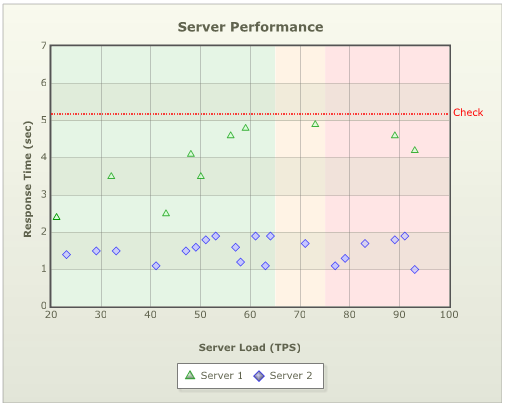 Server Performance
7
6
5
4
3
2
1
0
Check
Response Time (sec)
20 30 40 50 60 70 80 90 100
Server Load (TPS)
Server 1 Server 2